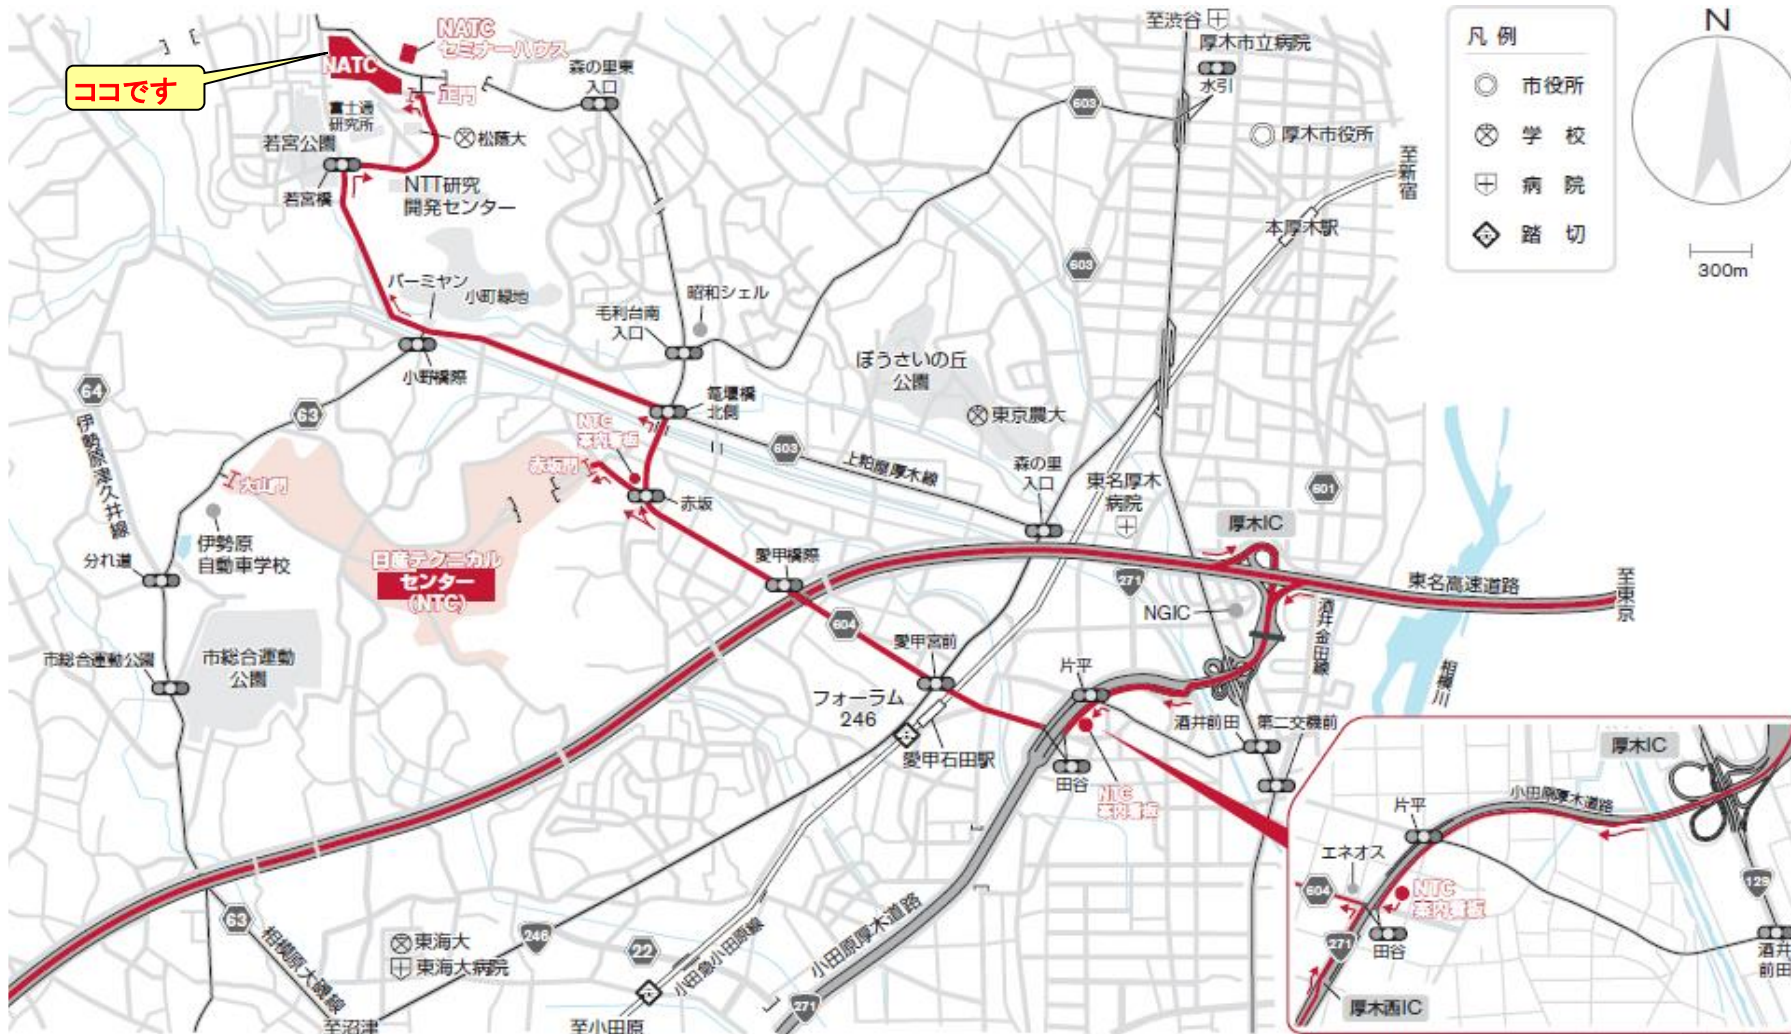 ココです
NATC
NATC
セミナーハウス
正門
富士通
研究所
松蔭大
若宮公園
若宮橋
NTT研究
開発センター
森の里東
入口
至渋谷
厚木市立病院
水引
厚木市役所
603
至新宿
本厚木駅
603
凡例
市役所
学校
病院
踏切
N
300m
バーミヤン
小町緑地
小野橋際
昭和シェル
毛利台南
入口
ぼうさいの丘
公園
東京農大
64
伊勢原津久井線
63
大山門
伊勢原
自動車学校
分れ道
市総合運動公園
市総合運動
公園
日産テクニカル
センター
(NTC)
NTC
案内看板
赤坂門
赤坂
北側
603
上粕屋厚木線
森の里
入口
東名厚木
病院
601
厚木IC
271
NGIC
酒井金田線
東名高速道路
至東京
相模川
愛甲橋際
604
愛甲宮前
フォーラム
246
愛甲石田駅
片平
田谷
NTC
案内看板
酒井前田
第二交機前
63
相模原大磯線
至沼津
東海大
東海大病院
246
22
小田急小田原線
至小田原
小田原厚木道路
271
厚木IC
小田原厚木道路
片平
エネオス
604
NTC
案内看板
271
田谷
厚木西IC
129
酒井
前田